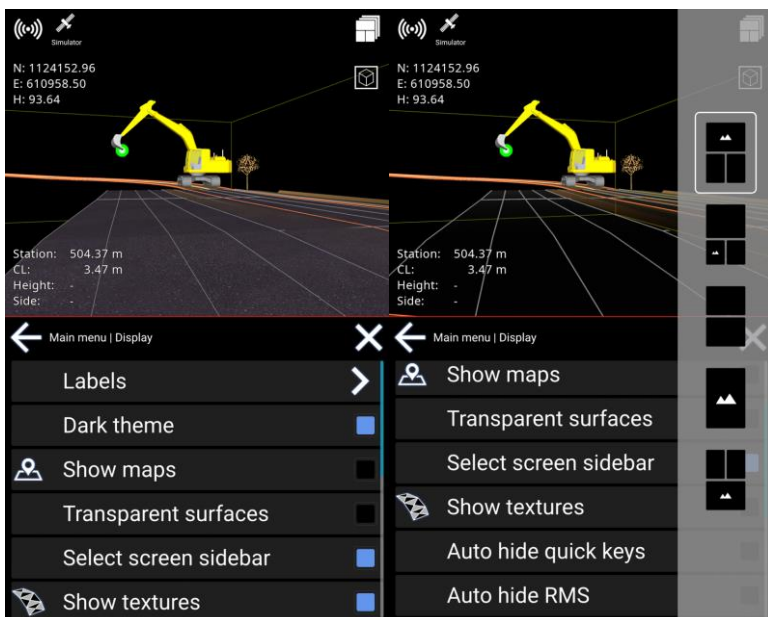 Simulator
N: 1124152.96
E: 610958.50
H: 93.64
Station: 504.37 m
CL: 3.47 m
Height: -
Side: -
Main menu | Display
Labels
Dark theme
Show maps
Transparent surfaces
Select screen sidebar
Show textures
Simulator
N: 1124152.96
E: 610958.50
H: 93.64
Station: 504.37 m
CL: 3.47 m
Height: -
Side: -
Main menu | Display
Show maps
Transparent surfaces
Select screen sidebar
Show textures
Auto hide quick keys
Auto hide RMS